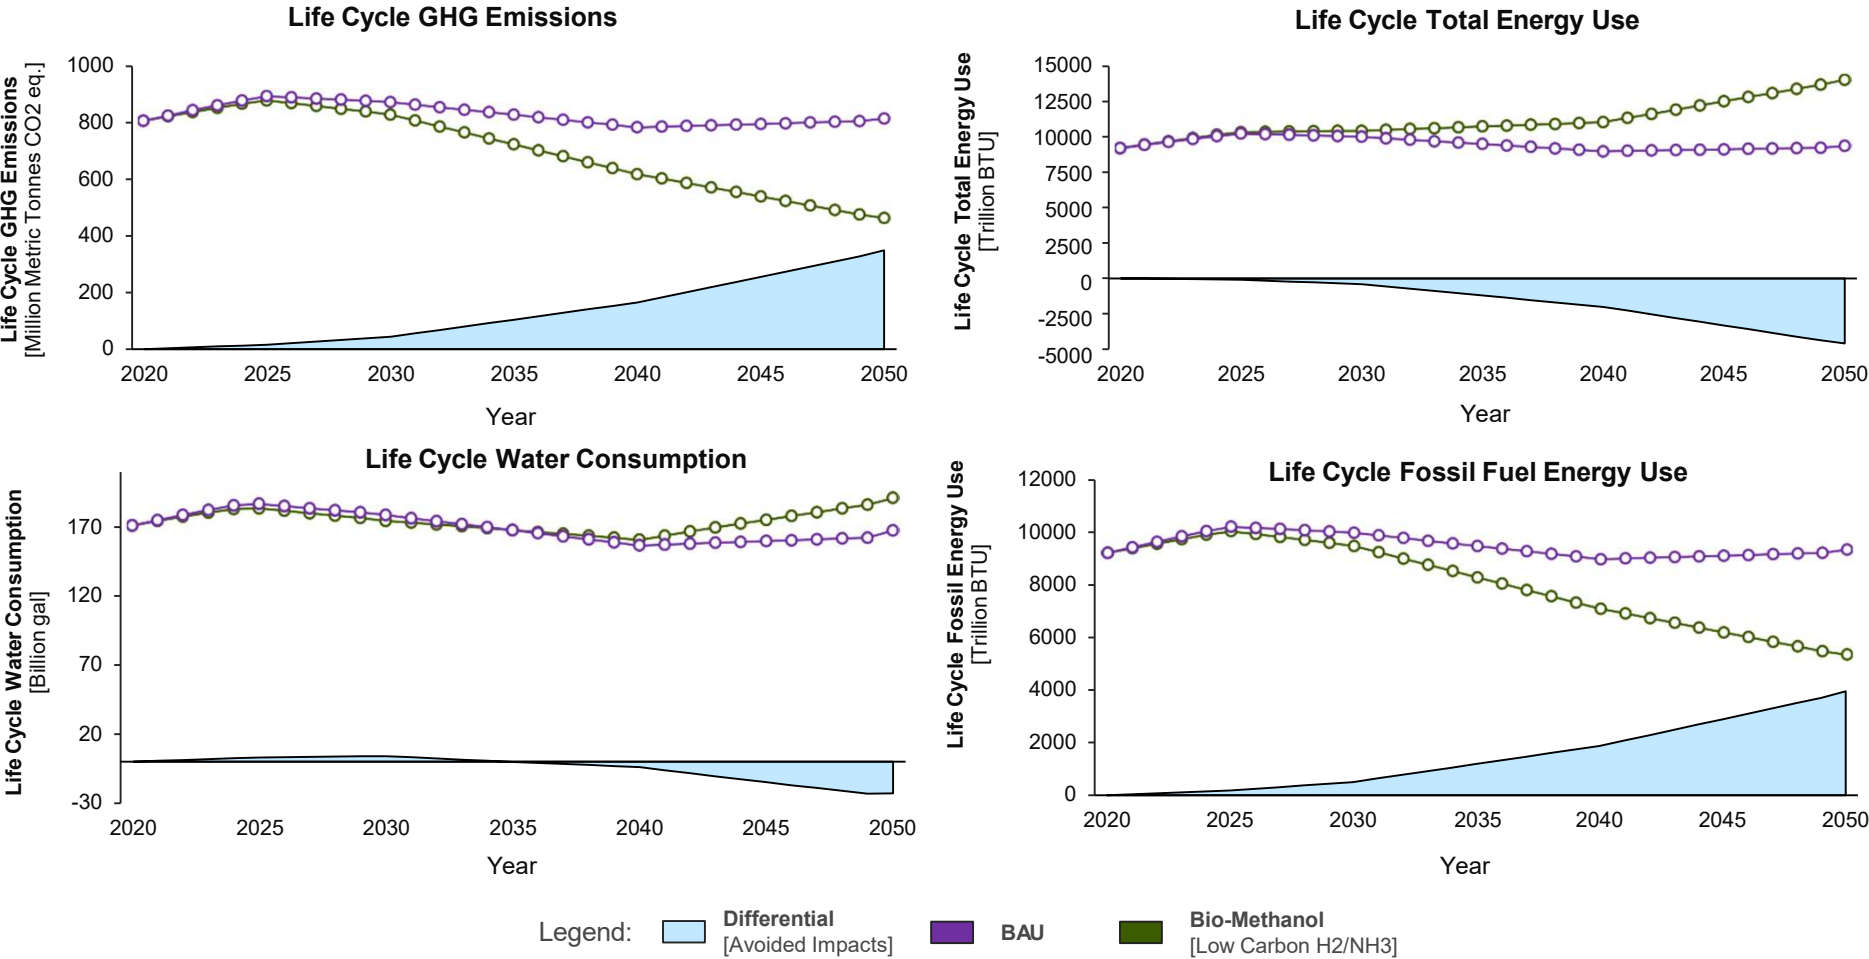 Life Cycle GHG Emissions
Life Cycle GHG Emissions
[Million Metric Tonnes CO2 eq.]
1000
800
600
400
200
0
2020 2025 2030 2035 2040 2045 2050
Year
Life Cycle Total Energy Use
Life Cycle Total Energy Use
[Trillion BTU]
15000
12500
10000
7500
5000
2500
0
-2500
-5000
2020 2025 2030 2035 2040 2045 2050
Year
Life Cycle Water Consumption
Life Cycle Water Consumption
[Billion gal]
170
120
70
20
-30
2020 2025 2030 2035 2040 2045 2050
Year
Life Cycle Fossil Fuel Energy Use
Life Cycle Fossil Energy Use
[Trillion BTU]
12000
10000
8000
6000
4000
2000
0
2020 2025 2030 2035 2040 2045 2050
Year
Legend:
Differential
[Avoided Impacts]
BAU
Bio-Methanol
[Low Carbon H2/NH3]